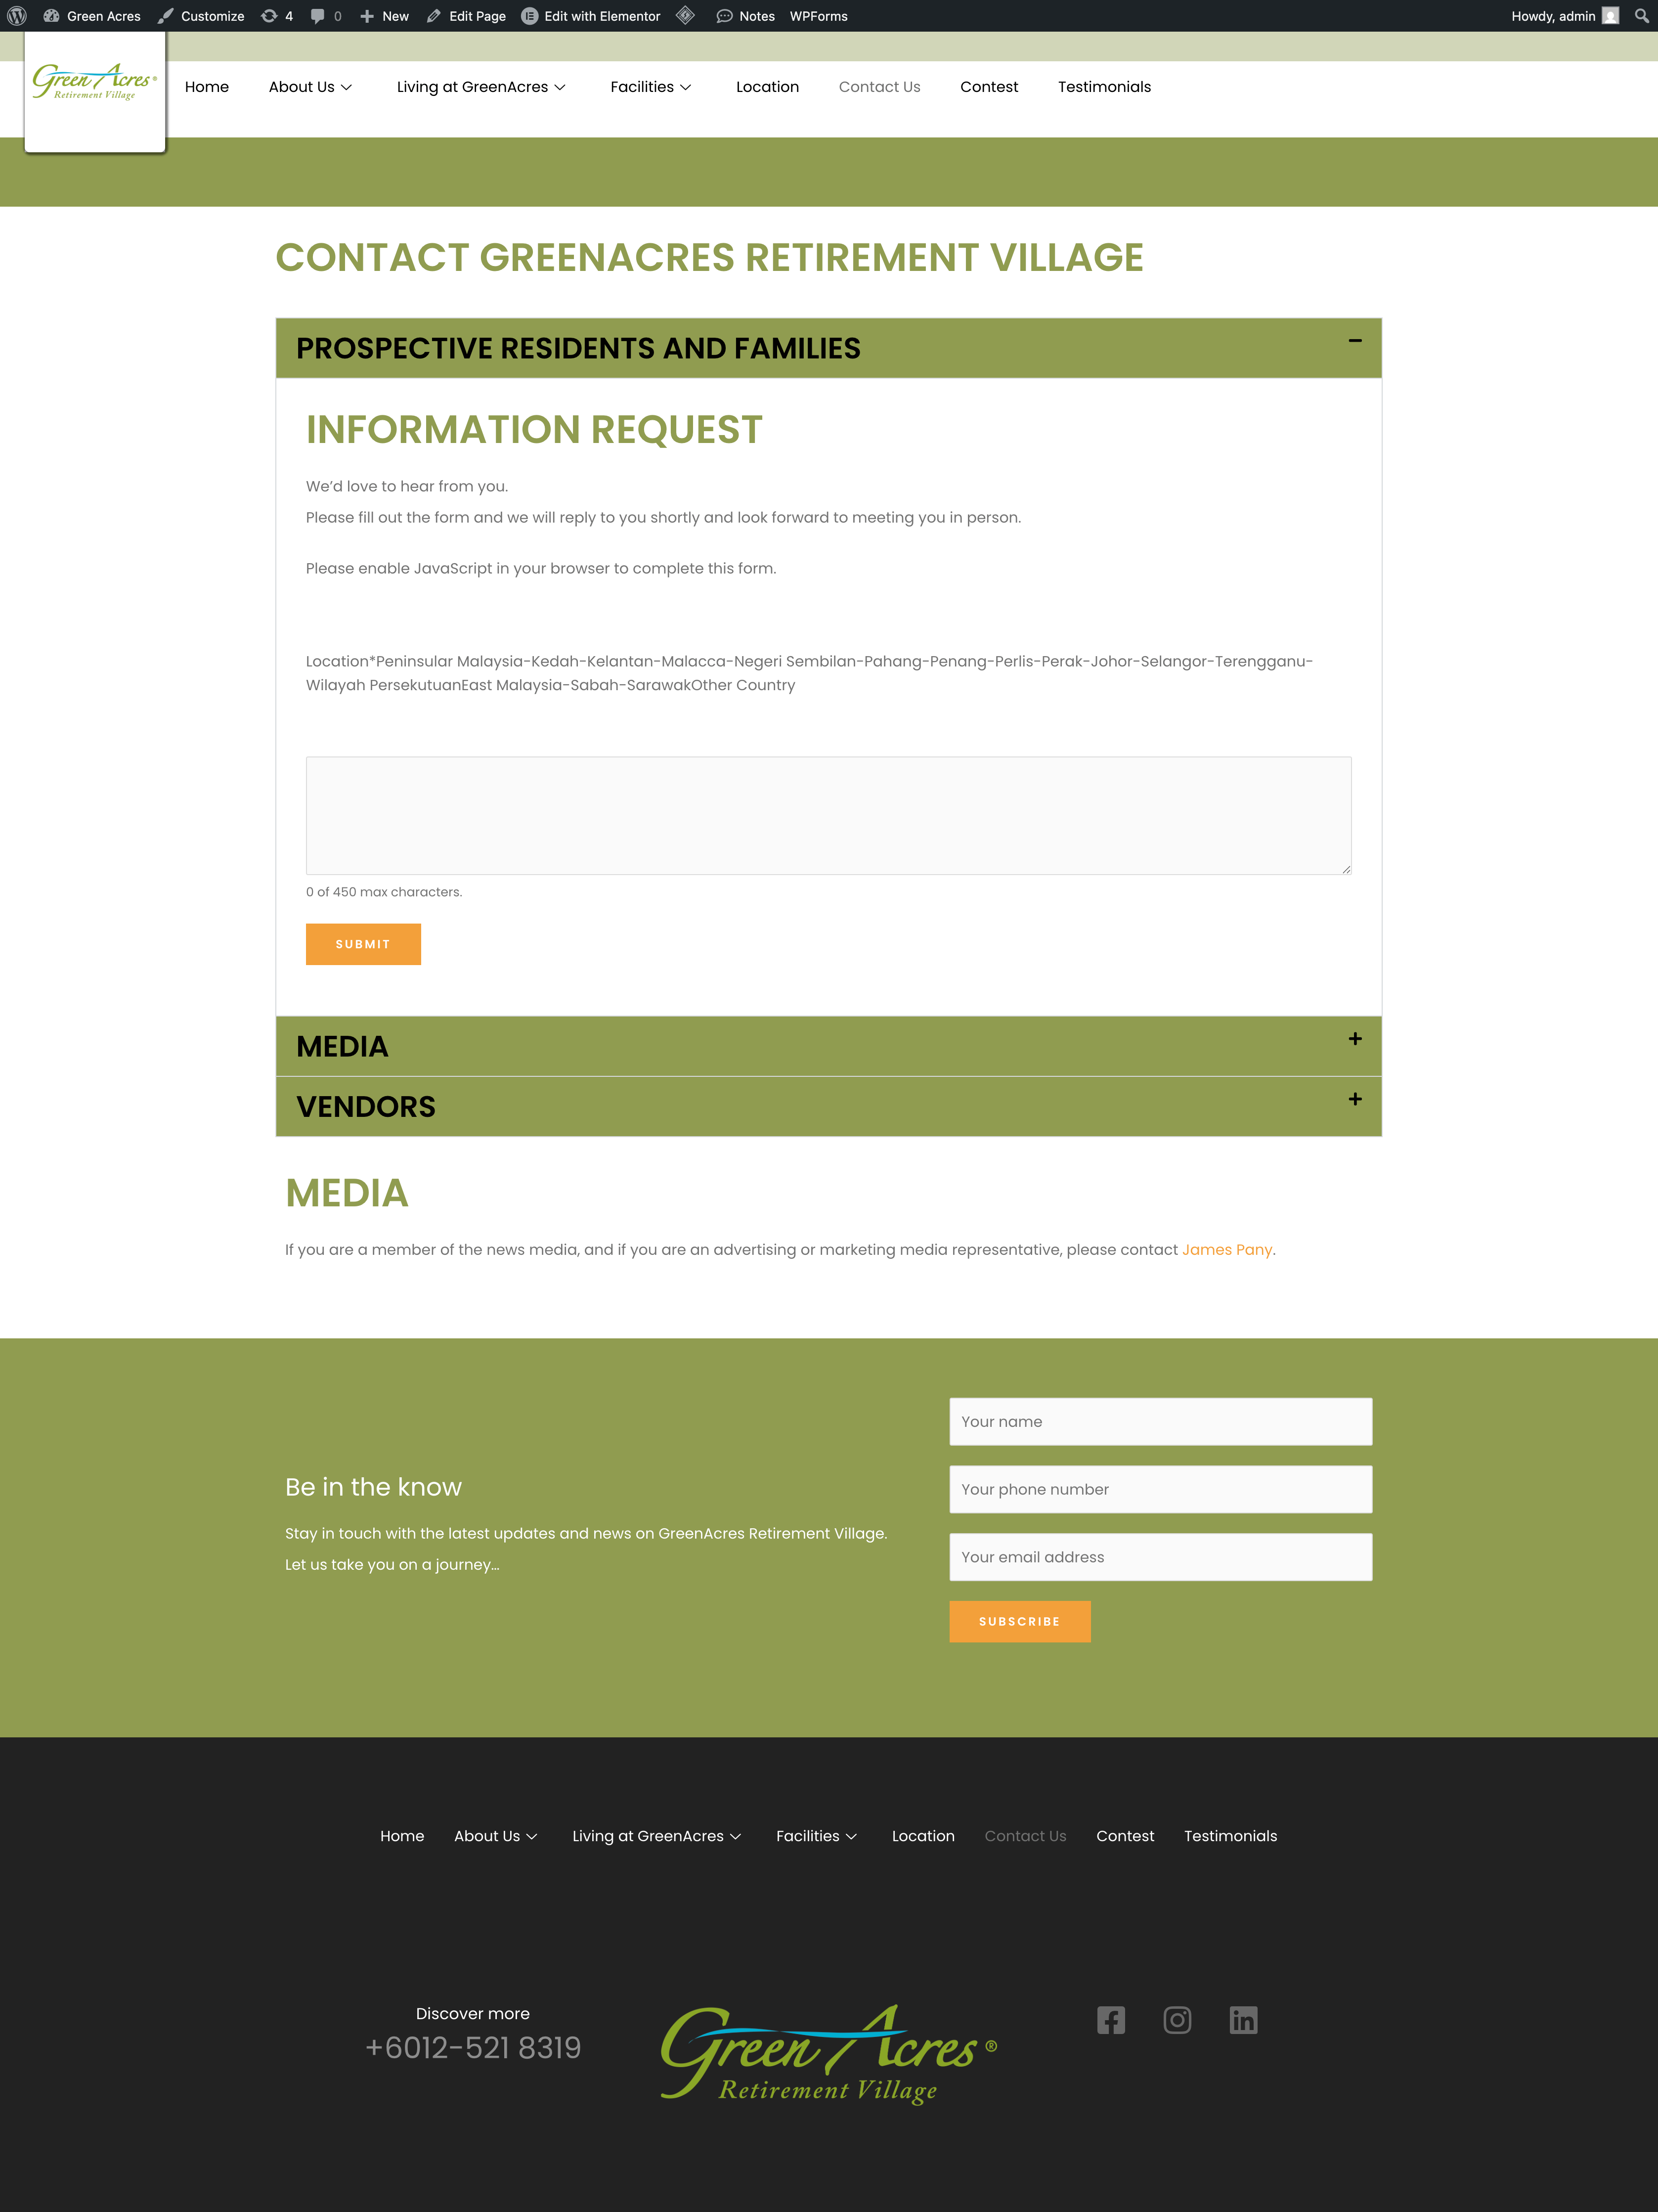 Green Acres Customize 4 0 New Edit Page Edit with Elementor Notes WPForms Howdy, admin
Green Acres®
Retirement Village
Home About Us Living at GreenAcres Facilities Location Contact Us Contest Testimonials
CONTACT GREENACRES RETIREMENT VILLAGE
PROSPECTIVE RESIDENTS AND FAMILIES
INFORMATION REQUEST
We’d love to hear from you.
Please fill out the form and we will reply to you shortly and look forward to meeting you in person.
Please enable JavaScript in your browser to complete this form.
Location*Peninsular Malaysia-Kedah-Kelantan-Malacca-Negeri Sembilan-Pahang-Penang-Perlis-Perak-Johor-Selangor-Terengganu-
Wilayah PersekutuanEast Malaysia-Sabah-SarawakOther Country
0 of 450 max characters.
SUBMIT
MEDIA
VENDORS
MEDIA
If you are a member of the news media, and if you are an advertising or marketing media representative, please contact James Pany.
Be in the know
Stay in touch with the latest updates and news on GreenAcres Retirement Village.
Let us take you on a journey…
Your name
Your phone number
Your email address
SUBSCRIBE
Home About Us Living at GreenAcres Facilities Location Contact Us Contest Testimonials
Discover more
+6012-521 8319
Green Acres®
Retirement Village